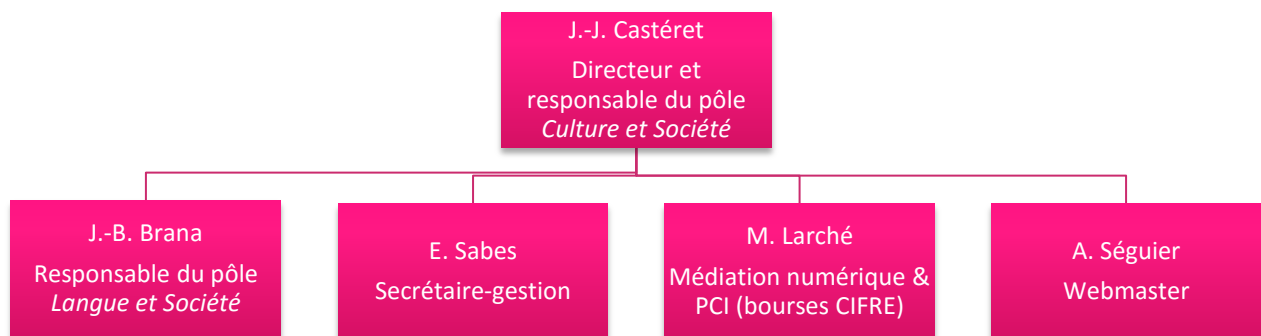 J.-J. Castéret
Directeur et
responsable du pôle
Culture et Société
J.-B. Brana
Responsable du pôle
Langue et Société
E. Sabes
Secrétaire-gestion
M. Larché
Médiation numérique &
PCI (bourses CIFRE)
A. Séguier
Webmaster